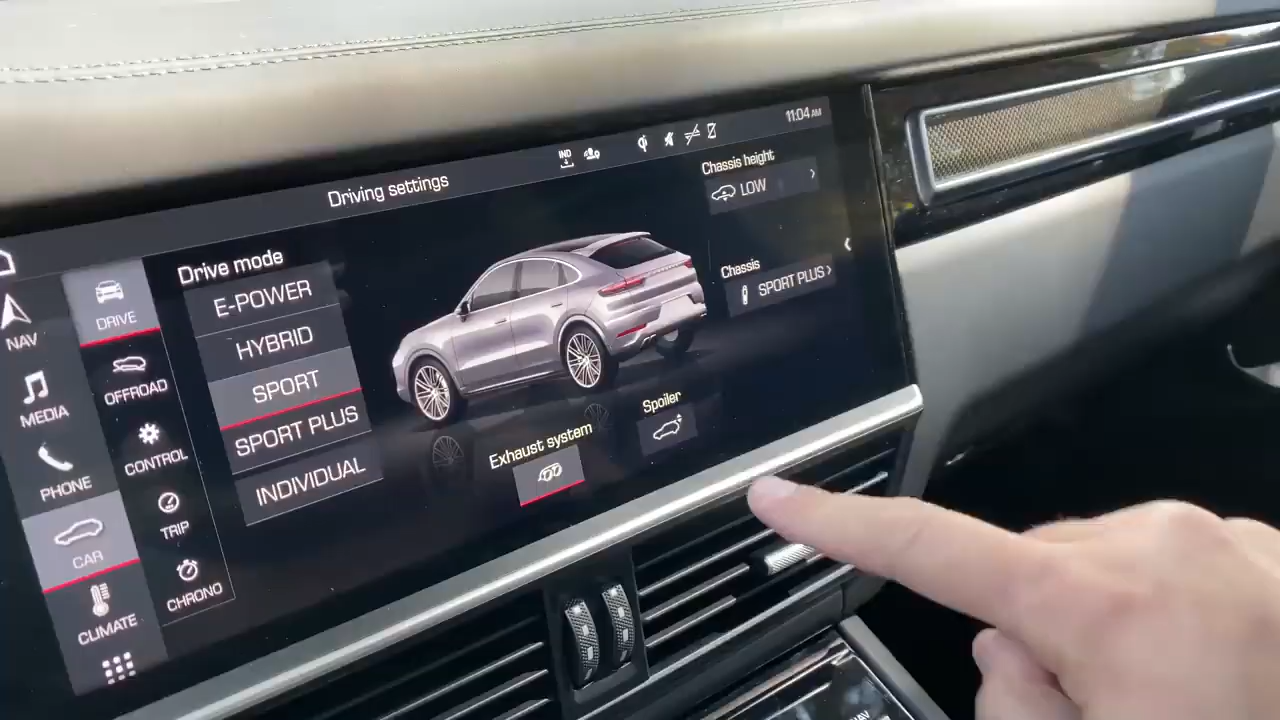 11:04 AM
IND
Driving settings
Chassis height
LOW
Drive mode
E-POWER
HYBRID
SPORT
SPORT PLUS
INDIVIDUAL
Chassis
SPORT PLUS
Spoiler
Exhaust system
NAV
MEDIA
PHONE
CAR
CLIMATE
DRIVE
OFFROAD
CONTROL
TRIP
CHRONO